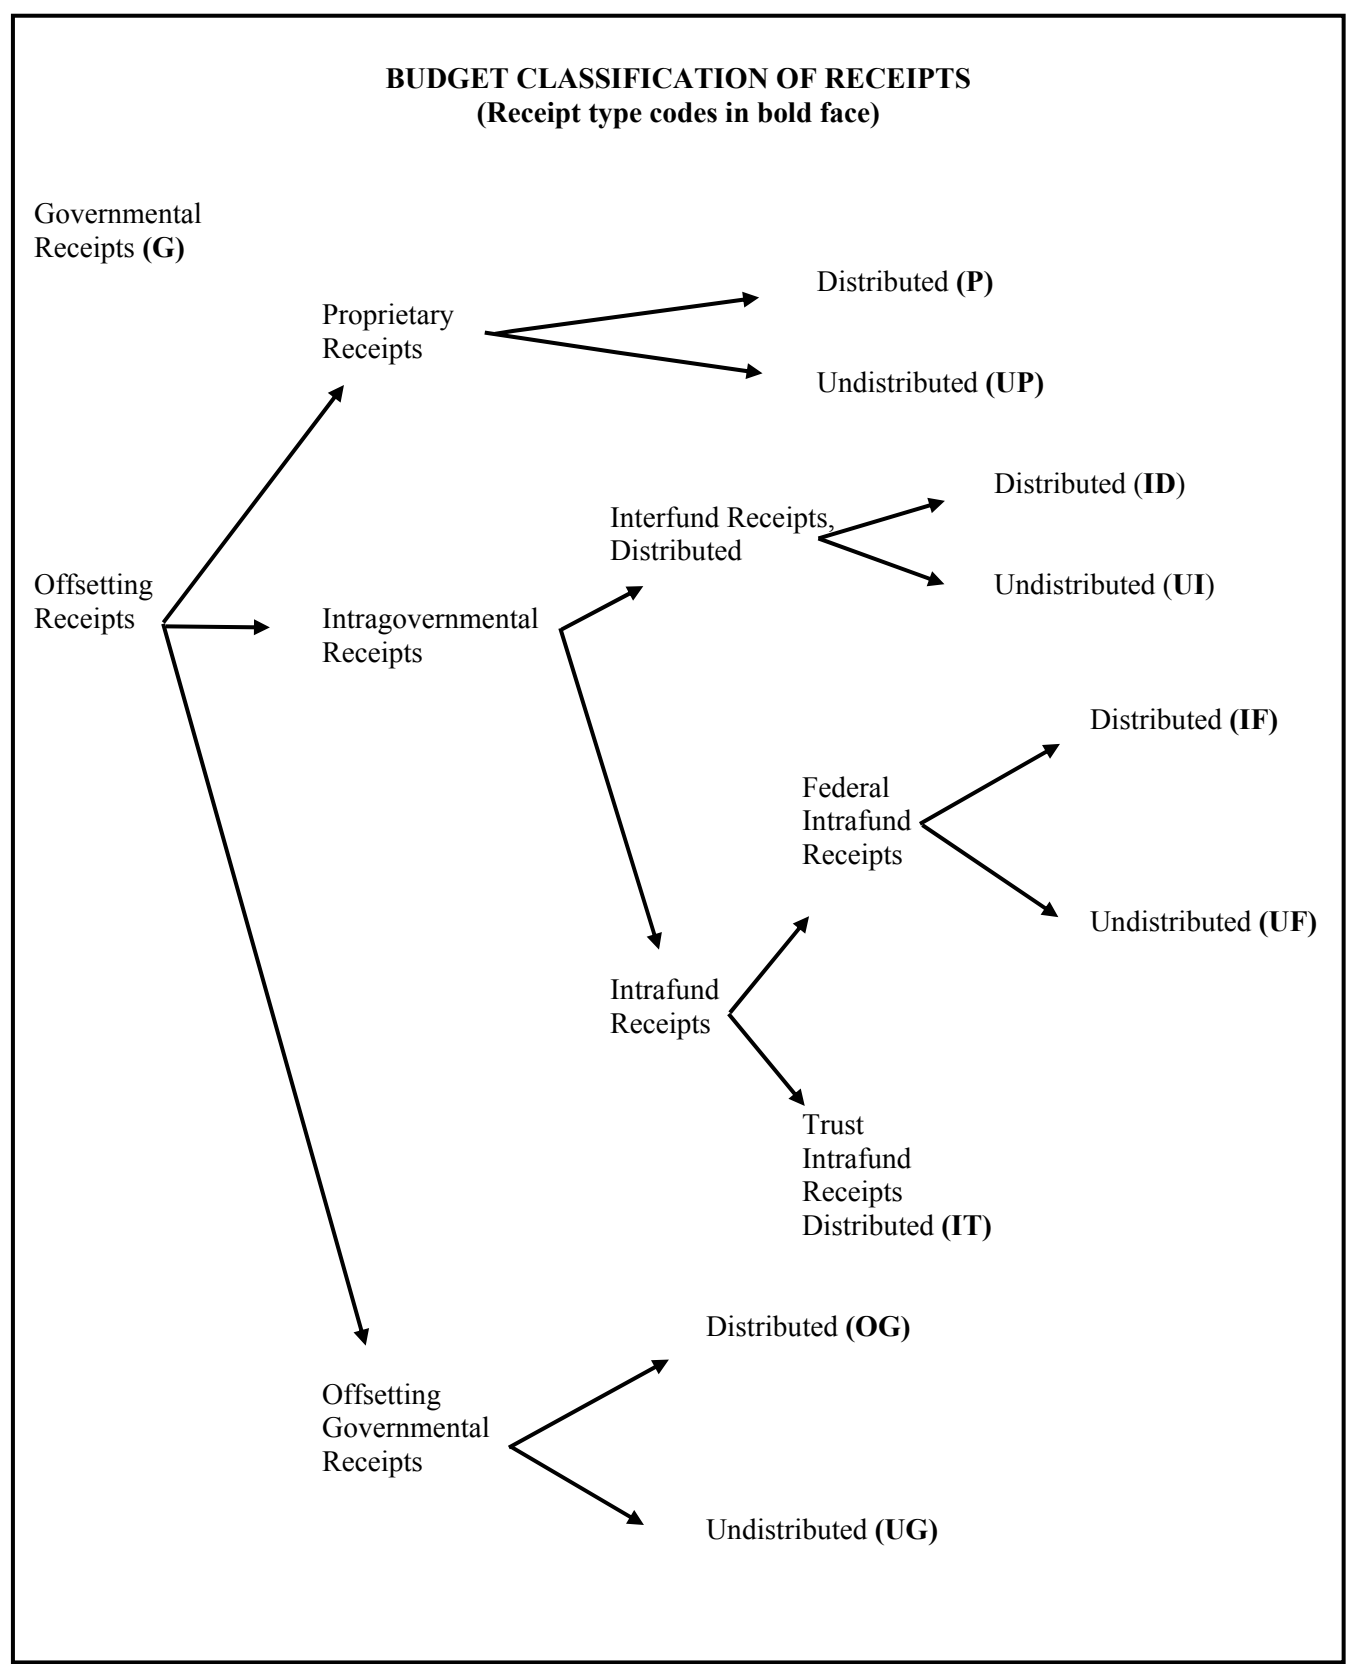 BUDGET CLASSIFICATION OF RECEIPTS
(Receipt type codes in bold face)
Governmental
Receipts (G)
Distributed (P)
Proprietary
Receipts
Undistributed (UP)
Distributed (ID)
Interfund Receipts,
Distributed
Offsetting
Receipts
Undistributed (UI)
Intragovernmental
Receipts
Distributed (IF)
Federal
Intrafund
Receipts
Undistributed (UF)
Intrafund
Receipts
Trust
Intrafund
Receipts
Distributed (IT)
Distributed (OG)
Offsetting
Governmental
Receipts
Undistributed (UG)